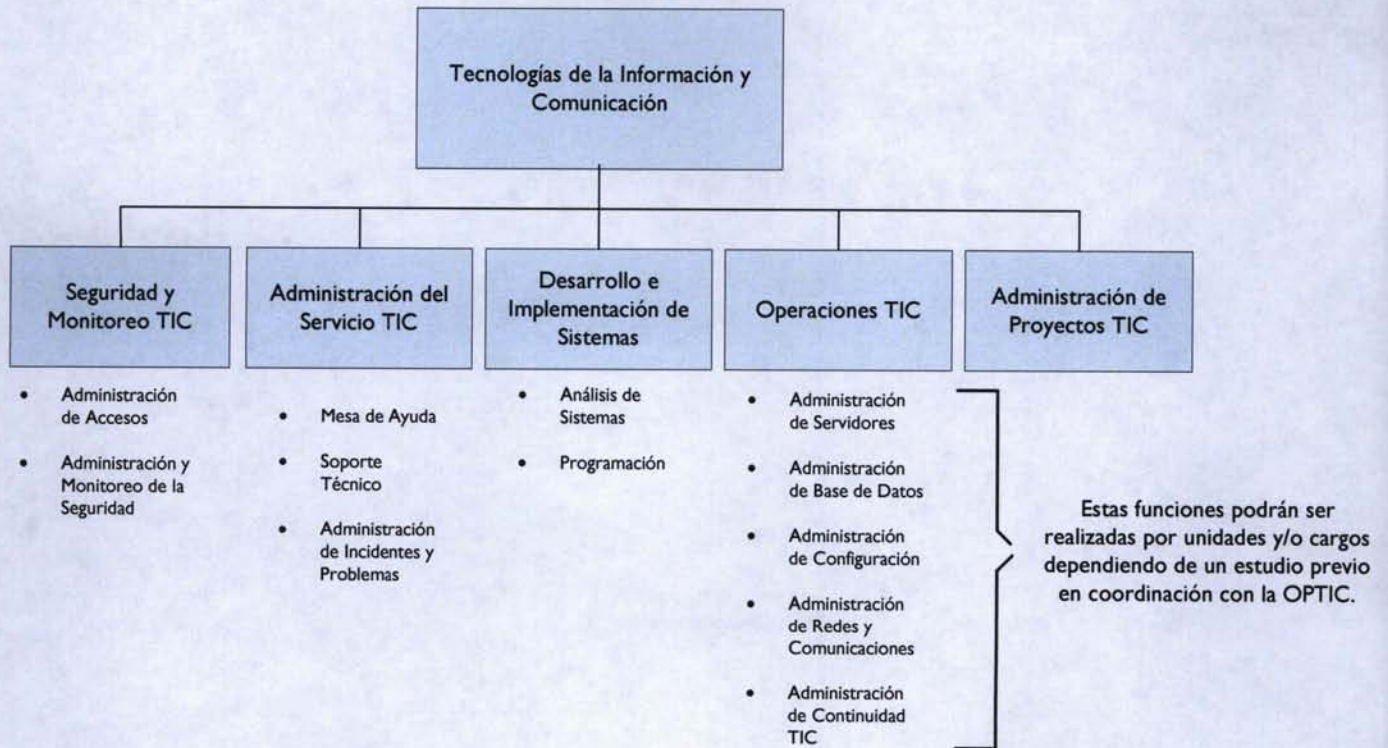 Tecnologías de la Información y
Comunicación
Seguridad y
Monitoreo TIC
Administración del
Servicio TIC
Desarrollo e
Implementación de
Sistemas
Operaciones TIC
Administración de
Proyectos TIC
• Administración
de Accesos
• Administración y
Monitoreo de la
Seguridad
• Mesa de Ayuda
• Soporte
Técnico
• Administración
de Incidentes y
Problemas
• Análisis de
Sistemas
• Programación
• Administración
de Servidores
• Administración
de Base de Datos
• Administración
de Configuración
• Administración
de Redes y
Comunicaciones
• Administración
de Continuidad
TIC
Estas funciones podrán ser
realizadas por unidades y/o cargos
dependiendo de un estudio previo
en coordinación con la OPTIC.